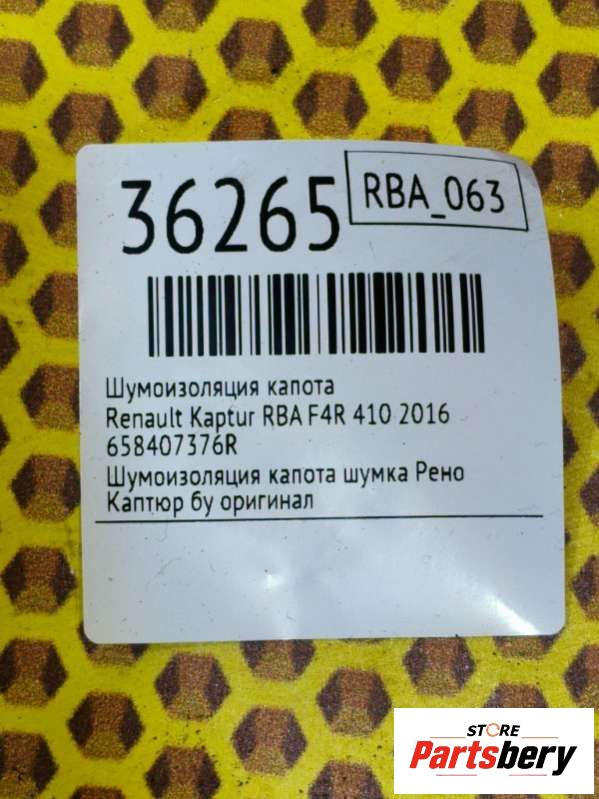 36265
RBA_063
Шумоизоляция капота
Renault Kaptur RBA F4R 410 2016
658407376R
Шумоизоляция капота шумка Рено
Каптюр бу оригинал
STORE
Partsbery